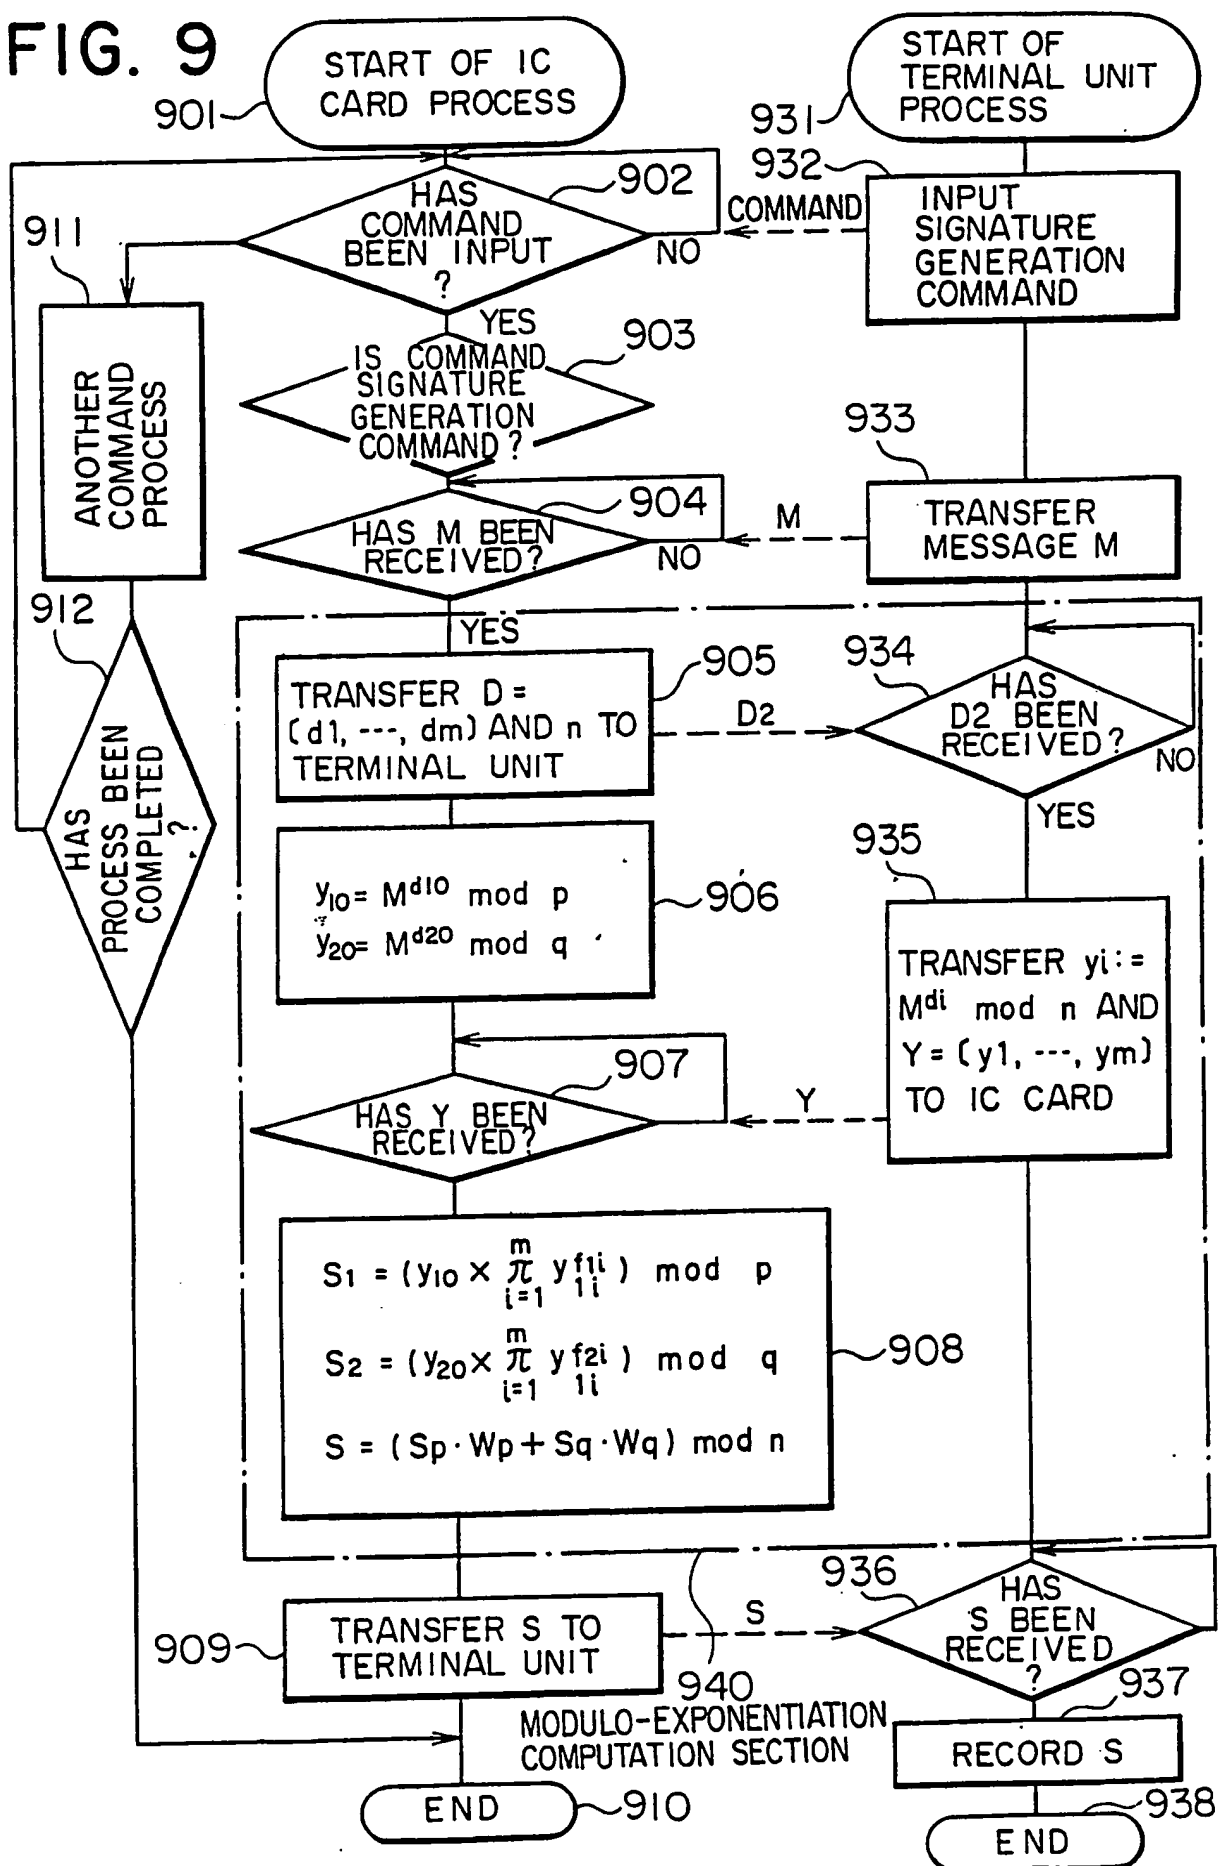 FIG. 9
START OF IC
CARD PROCESS
901
START OF
TERMINAL UNIT
PROCESS
931
HAS
COMMAND
BEEN INPUT
?
902
NO
YES
COMMAND
932
INPUT
SIGNATURE
GENERATION
COMMAND
911
ANOTHER
COMMAND
PROCESS
IS COMMAND
SIGNATURE
GENERATION
COMMAND?
903
933
TRANSFER
MESSAGE M
M
HAS M BEEN
RECEIVED?
904
NO
YES
912
HAS
PROCESS BEEN
COMPLETED
?
TRANSFER D =
(d1, ---, dm) AND n TO
TERMINAL UNIT
905
D2
934
HAS
D2 BEEN
RECEIVED?
NO
YES
y10= M^d10 mod p
y20= M^d20 mod q
906
935
TRANSFER yi:=
M^di mod n AND
Y = (y1, ---, ym)
TO IC CARD
907
HAS Y BEEN
RECEIVED?
Y
S1 = (y10 × π(i=1, m) y1i^f1i) mod p
S2 = (y20 × π(i=1, m) y1i^f2i) mod q
S = (Sp · Wp + Sq · Wq) mod n
908
909
TRANSFER S TO
TERMINAL UNIT
S
936
HAS
S BEEN
RECEIVED
?
940
MODULO-EXPONENTIATION
COMPUTATION SECTION
937
RECORD S
END
910
END
938